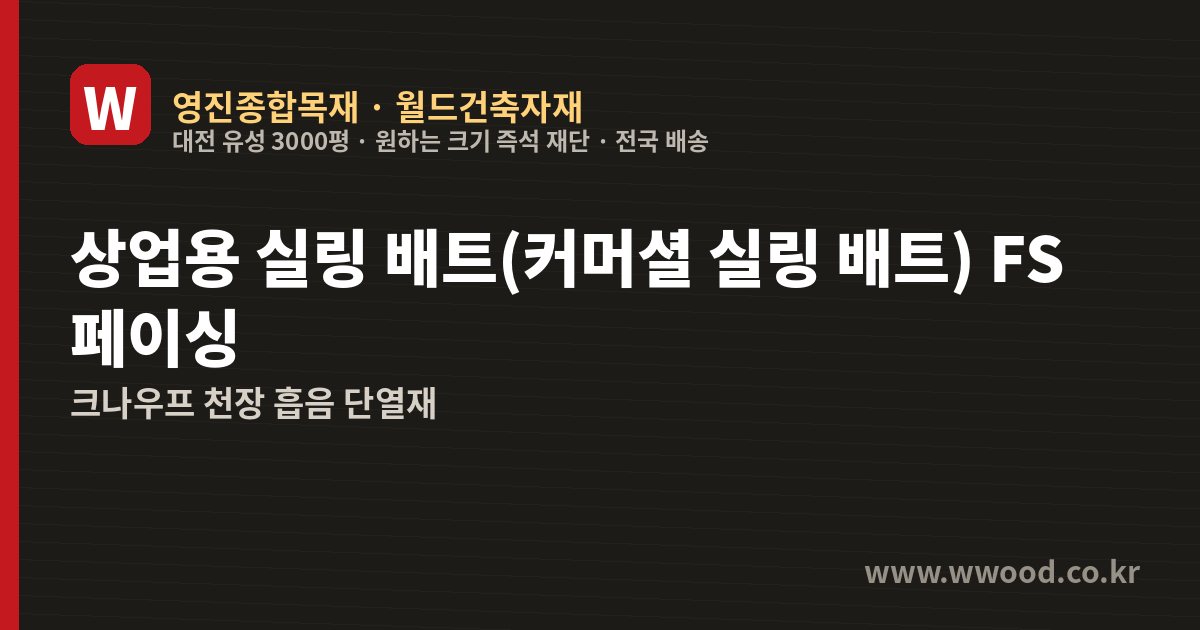 W
영진종합목재 · 월드건축자재
대전 유성 3000평 · 원하는 크기 즉석 재단 · 전국 배송
상업용 실링 배트(커머셜 실링 배트) FS
페이싱
크나우프 천장 흡음 단열재
www.wwood.co.kr